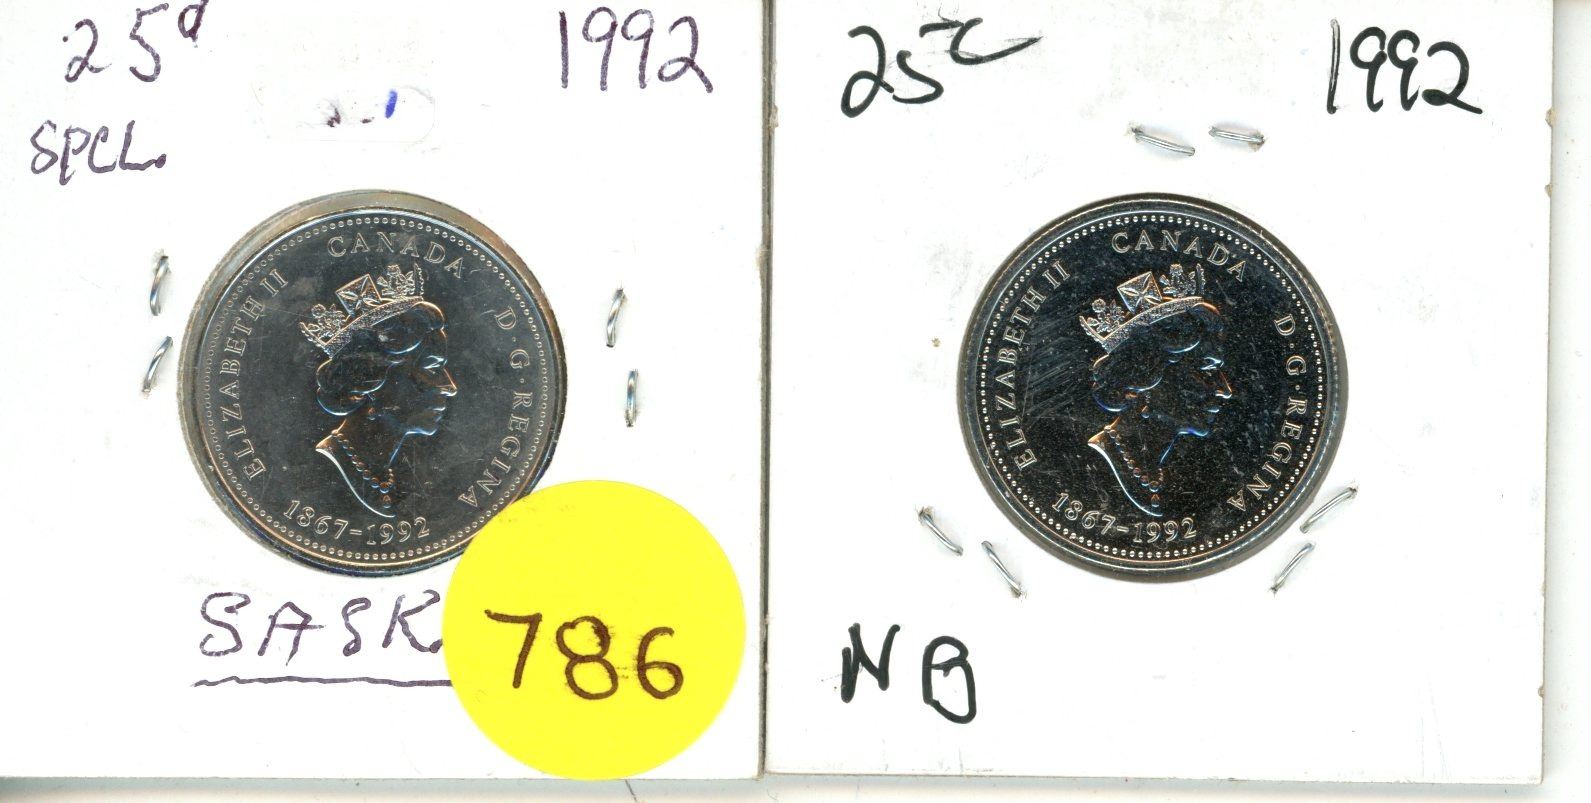 25¢ 1992
SPCL.
CANADA
ELIZABETH II
D·G·REGINA
1867-1992
SASK.
786
25¢ 1992
CANADA
ELIZABETH II
D·G·REGINA
1867-1992
NB